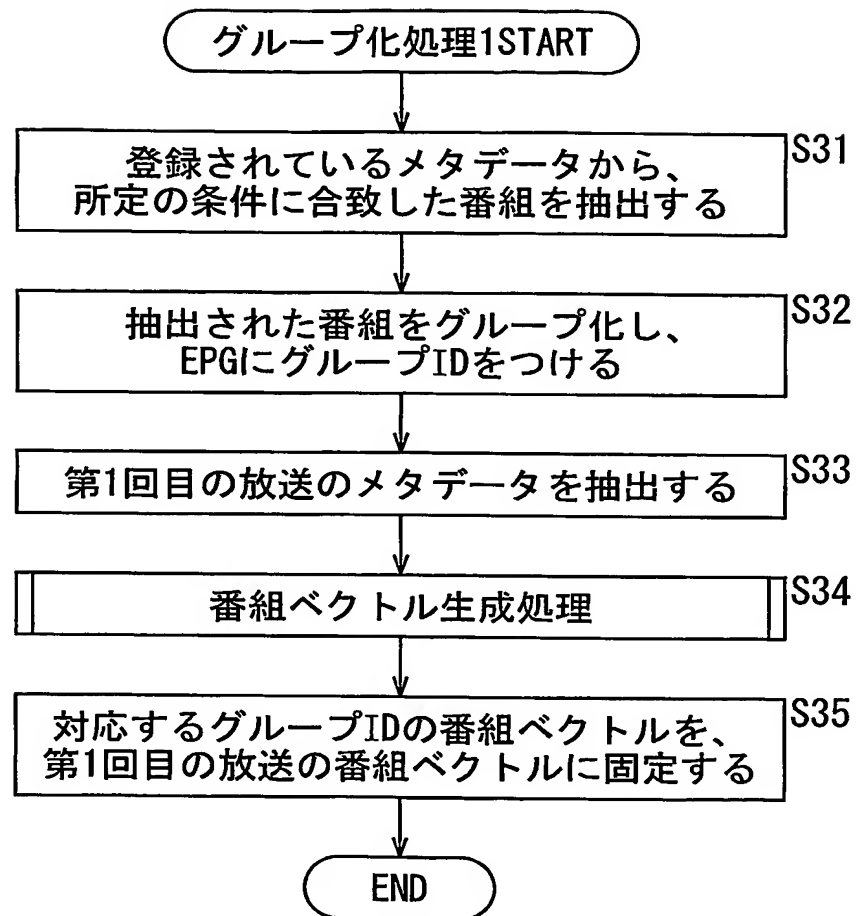 グループ化処理1START
S31
登録されているメタデータから、
所定の条件に合致した番組を抽出する
S32
抽出された番組をグループ化し、
EPGにグループIDをつける
S33
第1回目の放送のメタデータを抽出する
S34
番組ベクトル生成処理
S35
対応するグループIDの番組ベクトルを、
第1回目の放送の番組ベクトルに固定する
END